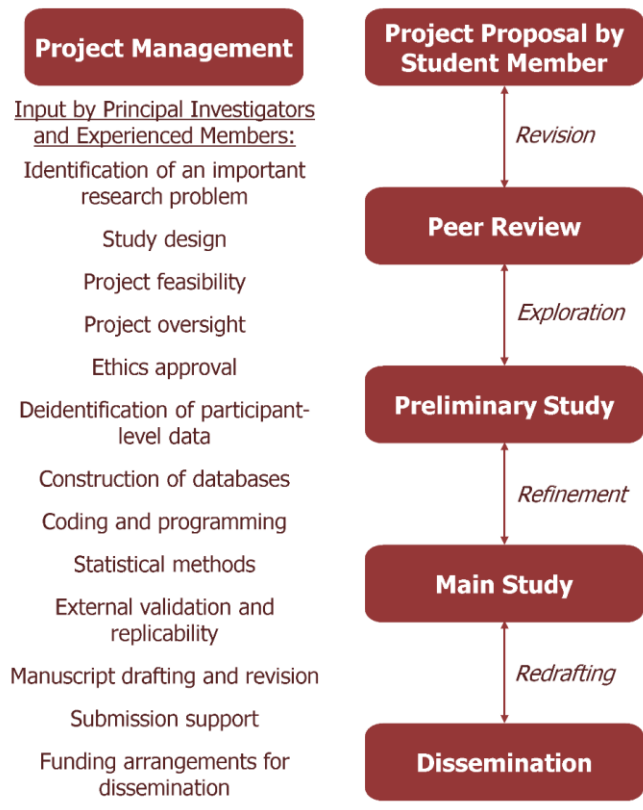 Project Management
Input by Principal Investigators
and Experienced Members:
Identification of an important
research problem
Study design
Project feasibility
Project oversight
Ethics approval
Deidentification of participant-
level data
Construction of databases
Coding and programming
Statistical methods
External validation and
replicability
Manuscript drafting and revision
Submission support
Funding arrangements for
dissemination
Project Proposal by
Student Member
Revision
Peer Review
Exploration
Preliminary Study
Refinement
Main Study
Redrafting
Dissemination